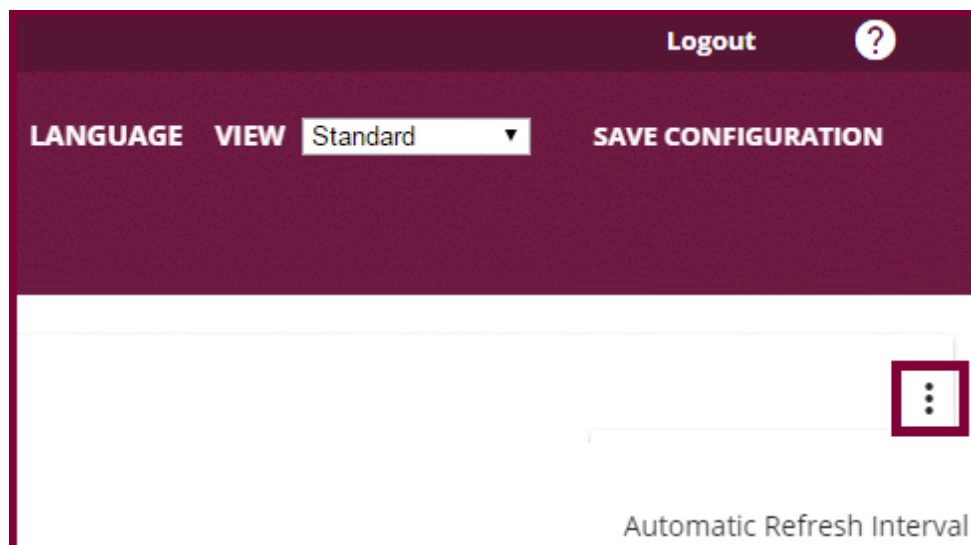 Logout ?
LANGUAGE VIEW Standard SAVE CONFIGURATION
Automatic Refresh Interval